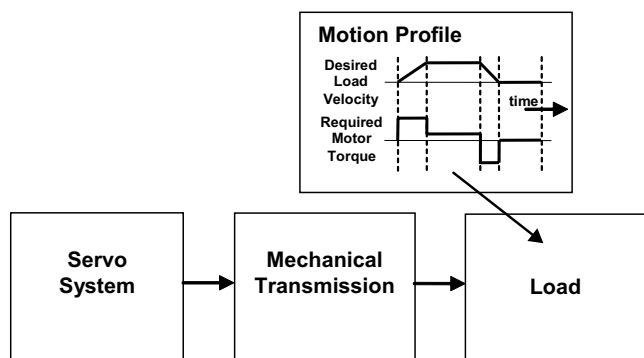 Motion Profile
Desired
Load
Velocity
time
Required
Motor
Torque
Servo
System
Mechanical
Transmission
Load